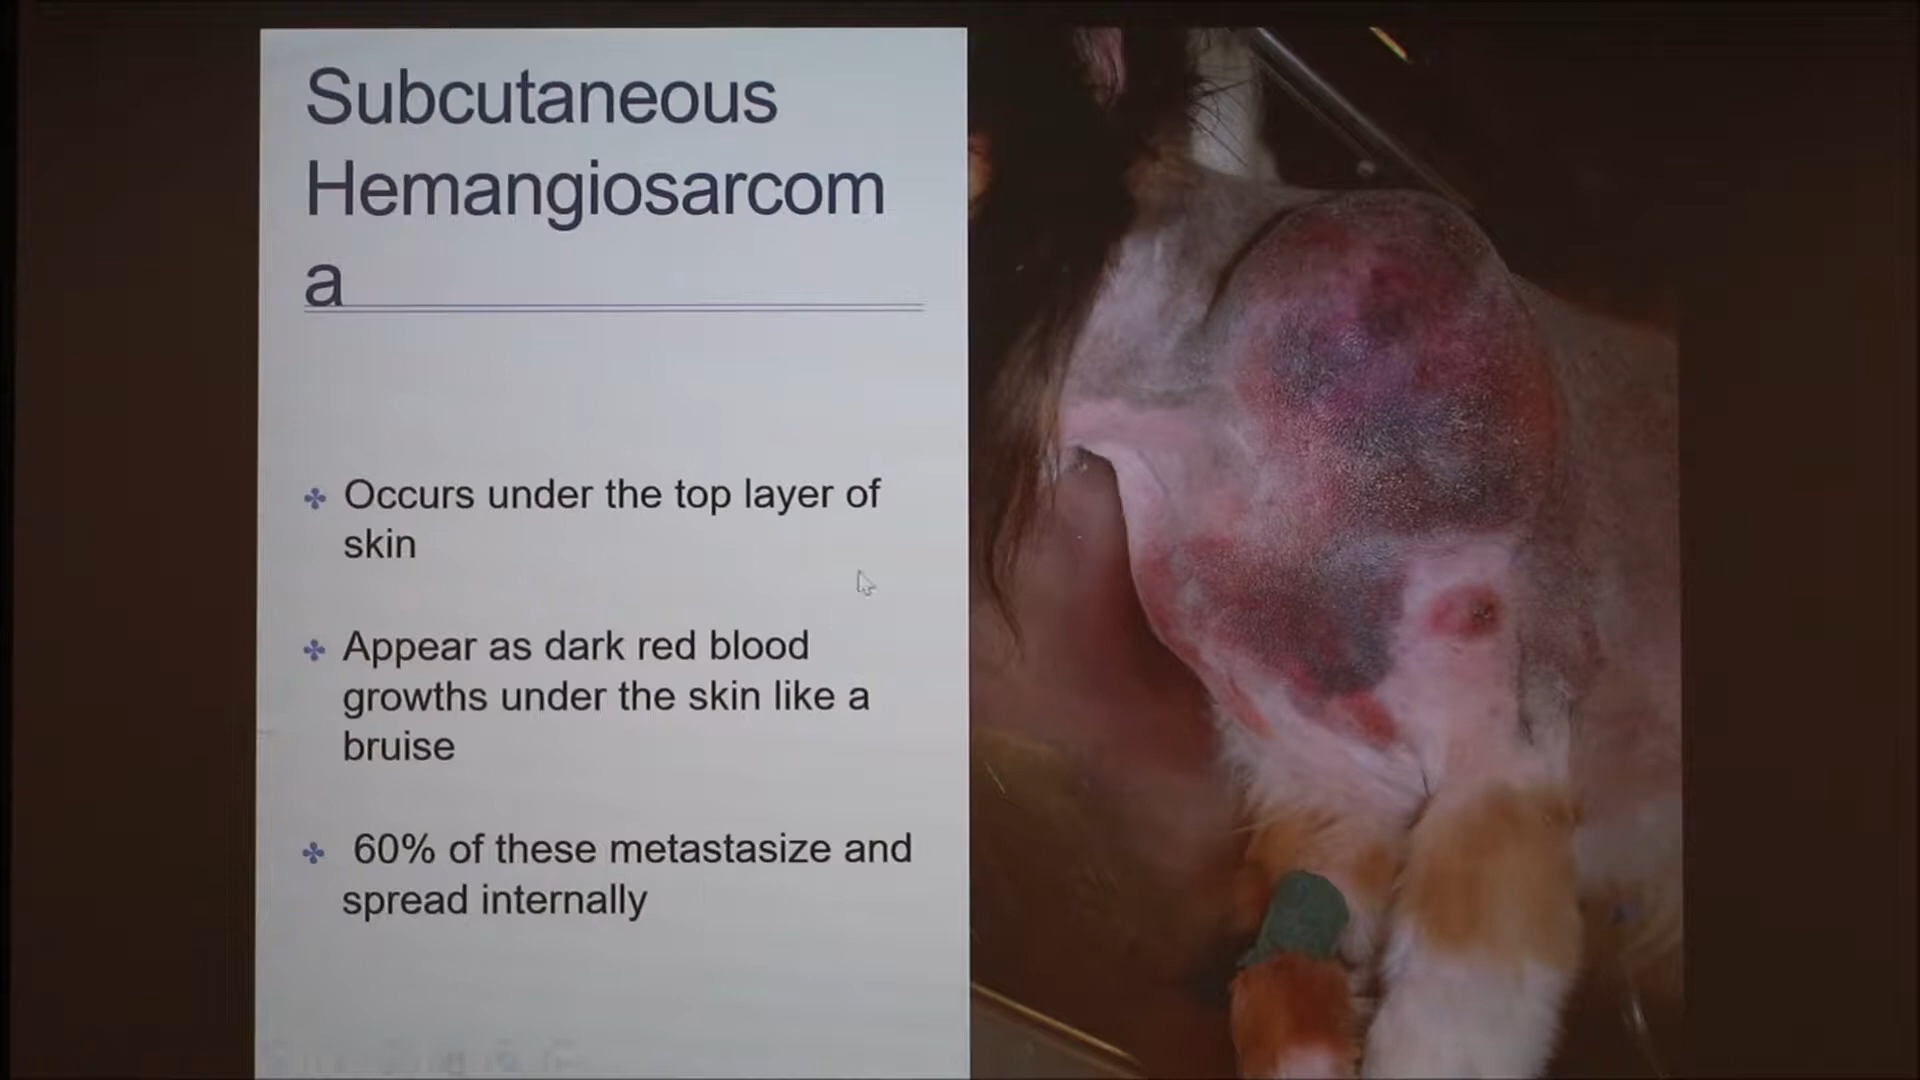 Subcutaneous
Hemangiosarcom
a
Occurs under the top layer of
skin
Appear as dark red blood
growths under the skin like a
bruise
60% of these metastasize and
spread internally